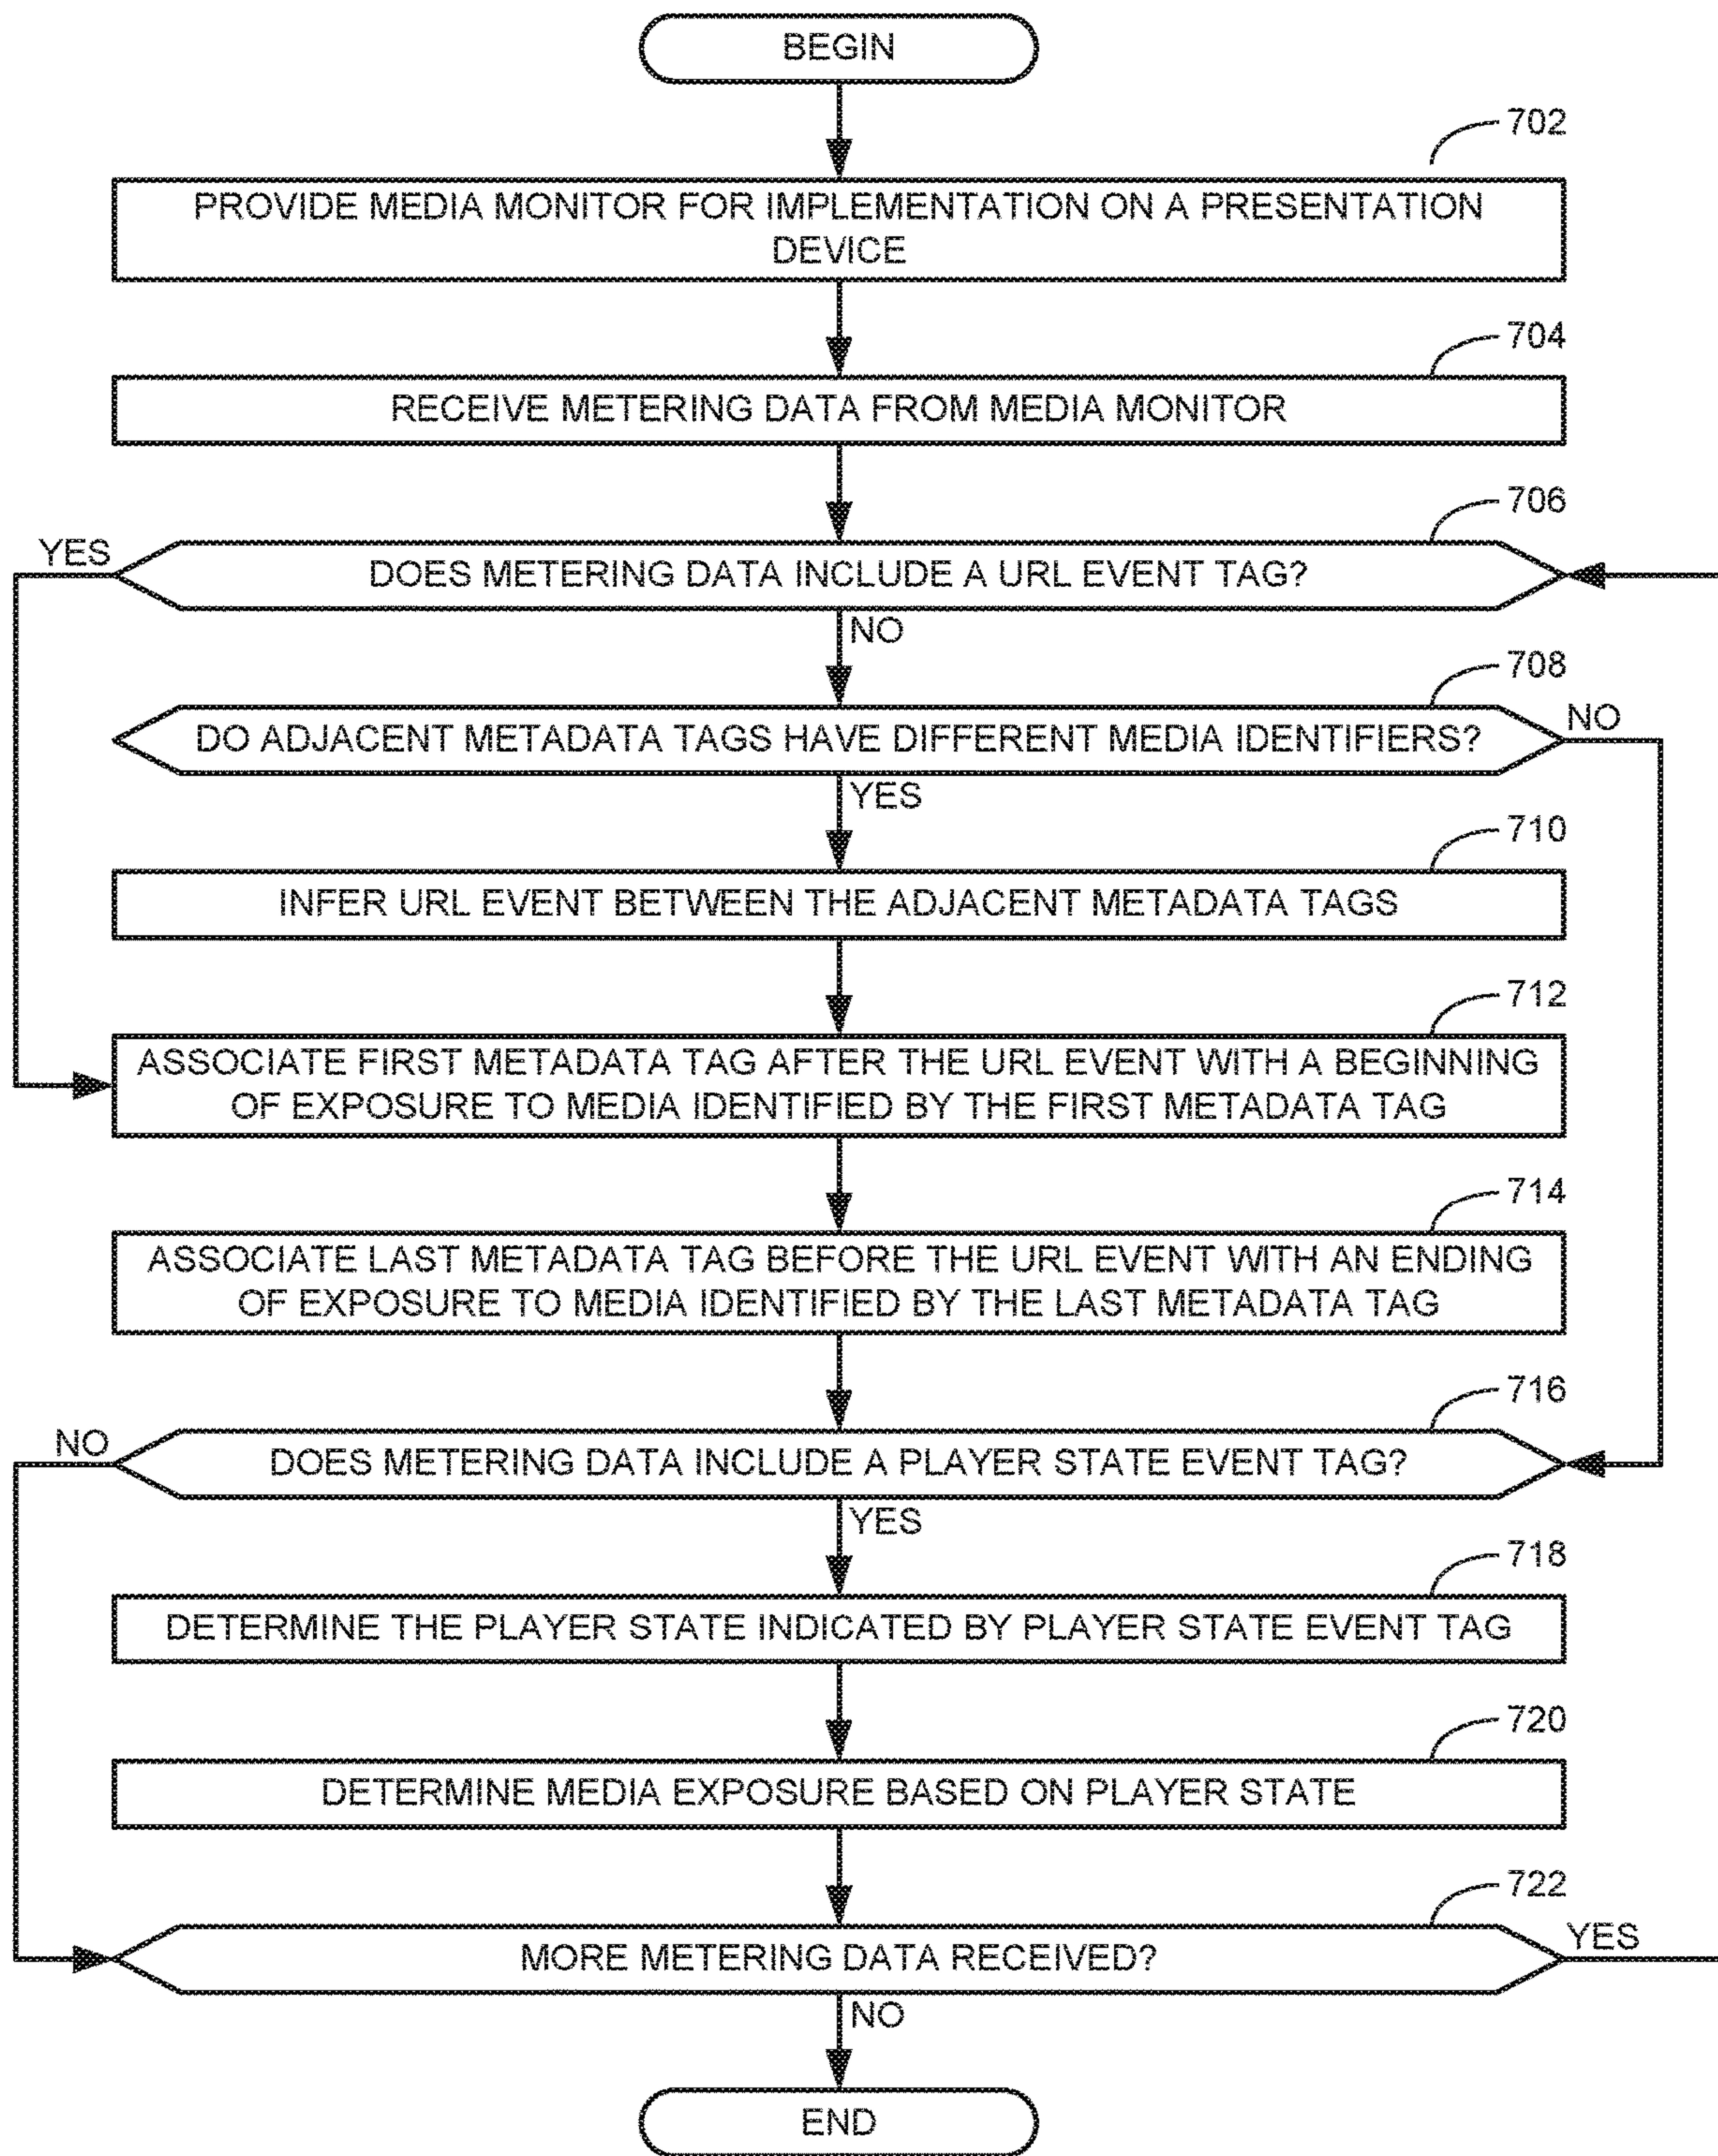 BEGIN
702
PROVIDE MEDIA MONITOR FOR IMPLEMENTATION ON A PRESENTATION
DEVICE
704
RECEIVE METERING DATA FROM MEDIA MONITOR
706
YES
DOES METERING DATA INCLUDE A URL EVENT TAG?
NO
708
DO ADJACENT METADATA TAGS HAVE DIFFERENT MEDIA IDENTIFIERS?
NO
YES
710
INFER URL EVENT BETWEEN THE ADJACENT METADATA TAGS
712
ASSOCIATE FIRST METADATA TAG AFTER THE URL EVENT WITH A BEGINNING
OF EXPOSURE TO MEDIA IDENTIFIED BY THE FIRST METADATA TAG
714
ASSOCIATE LAST METADATA TAG BEFORE THE URL EVENT WITH AN ENDING
OF EXPOSURE TO MEDIA IDENTIFIED BY THE LAST METADATA TAG
716
NO
DOES METERING DATA INCLUDE A PLAYER STATE EVENT TAG?
YES
718
DETERMINE THE PLAYER STATE INDICATED BY PLAYER STATE EVENT TAG
720
DETERMINE MEDIA EXPOSURE BASED ON PLAYER STATE
722
MORE METERING DATA RECEIVED?
YES
NO
END